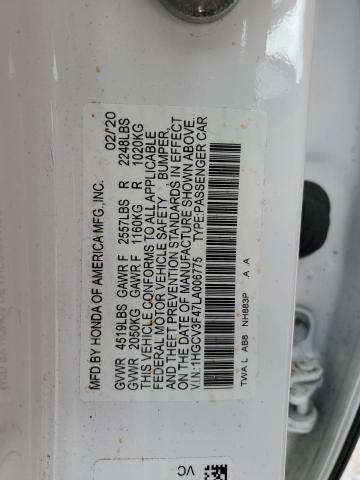 MFD BY HONDA OF AMERICA MFG., INC. 02/20
GVWR 4519LBS GAWR F 2557LBS R 2248LBS
GVWR 2050KG GAWR F 1160KG R 1020KG
THIS VEHICLE CONFORMS TO ALL APPLICABLE
FEDERAL MOTOR VEHICLE SAFETY BUMPER,
AND THEFT PREVENTION STANDARDS IN EFFECT
ON THE DATE OF MANUFACTURE SHOWN ABOVE.
V.I.N.: 1HGCV3F47LA006775 TYPE:PASSENGER CAR
TWA L AB8 NH883P A A
VC